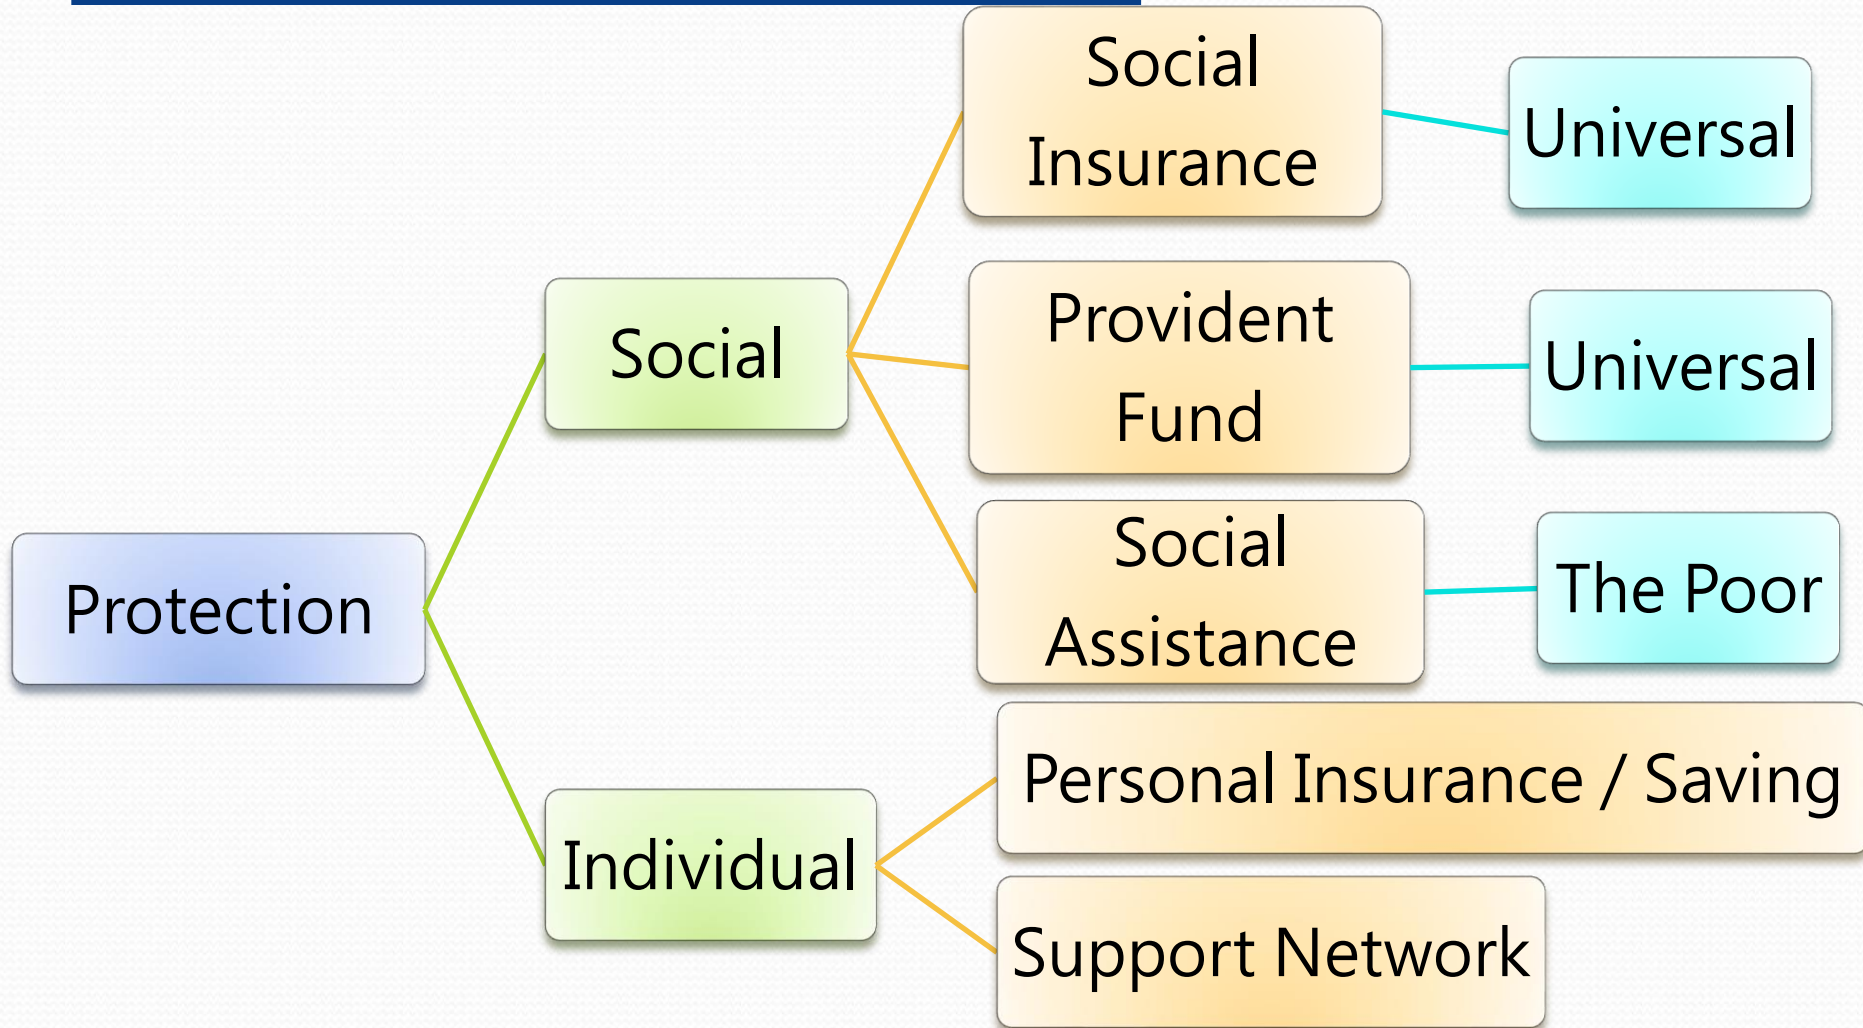 Social
Insurance
Universal
Provident
Fund
Universal
Social
Social
Assistance
The Poor
Protection
Personal Insurance / Saving
Individual
Support Network